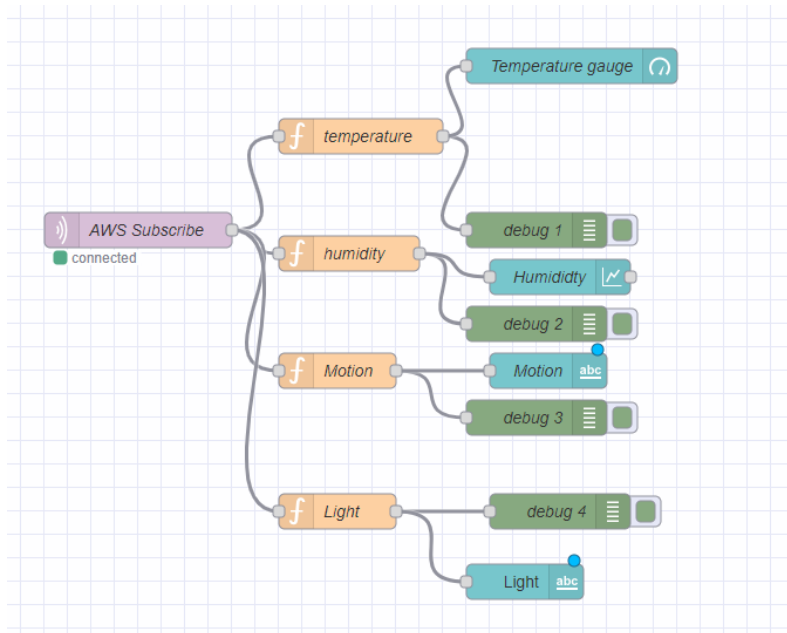 Temperature gauge
temperature
AWS Subscribe
connected
debug 1
humidity
Humididty
debug 2
Motion
Motion
abc
debug 3
Light
debug 4
Light
abc